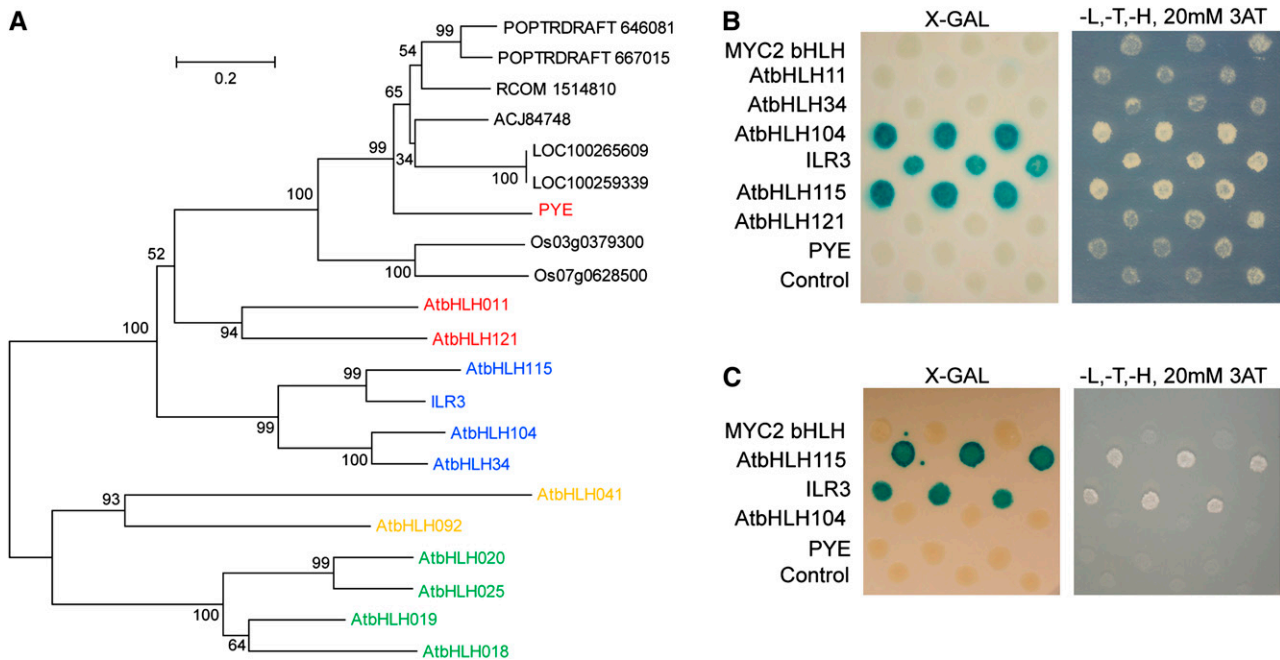 A
0.2
99
POPTRDRAFT 646081
54
POPTRDRAFT 667015
65
RCOM 1514810
ACJ84748
99
34
LOC100265609
100
LOC100259339
100
PYE
Os03g0379300
52
100
Os07g0628500
AtbHLH011
100
94
AtbHLH121
99
AtbHLH115
ILR3
99
AtbHLH104
100
AtbHLH34
93
AtbHLH041
AtbHLH092
99
AtbHLH020
AtbHLH025
100
AtbHLH019
64
AtbHLH018
B
X-GAL
-L,-T,-H, 20mM 3AT
MYC2 bHLH
AtbHLH11
AtbHLH34
AtbHLH104
ILR3
AtbHLH115
AtbHLH121
PYE
Control
C
X-GAL
-L,-T,-H, 20mM 3AT
MYC2 bHLH
AtbHLH115
ILR3
AtbHLH104
PYE
Control